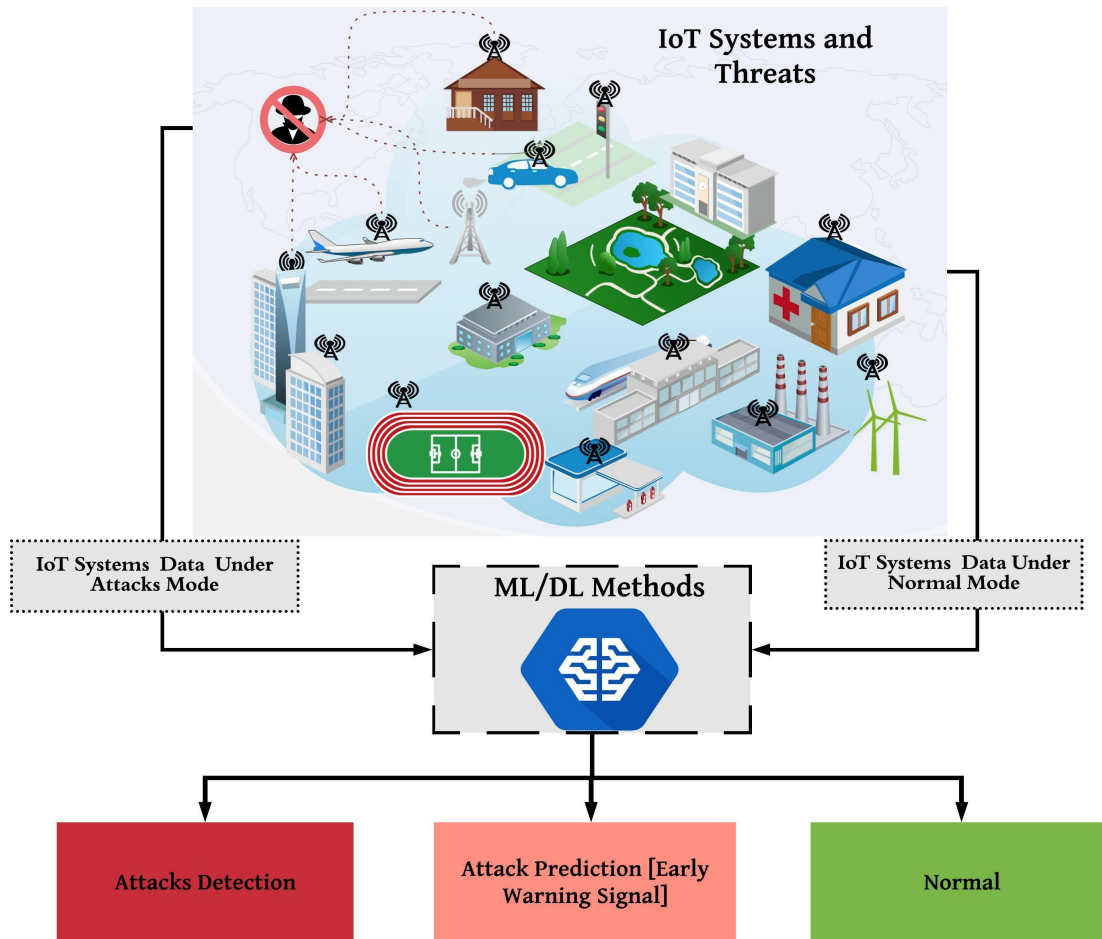 IoT Systems and
Threats
IoT Systems Data Under
Attacks Mode
IoT Systems Data Under
Normal Mode
ML/DL Methods
Attacks Detection
Attack Prediction [Early
Warning Signal]
Normal